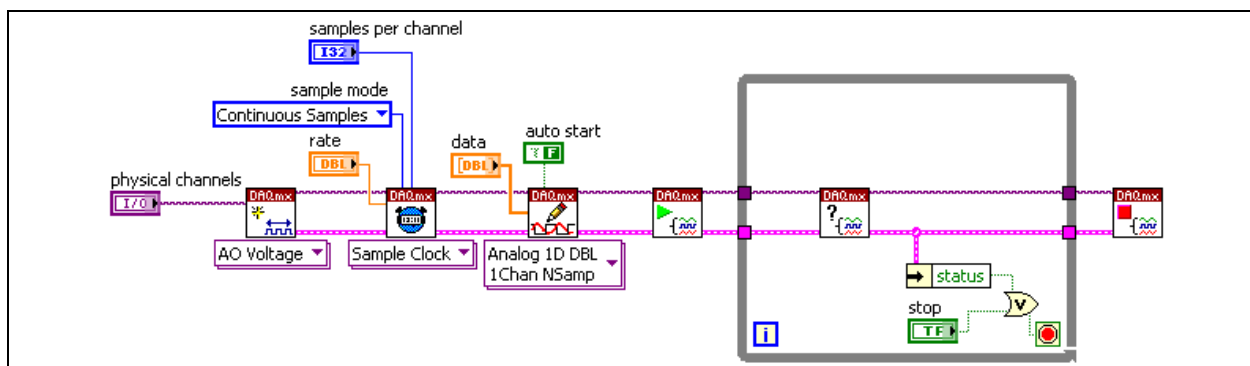 samples per channel
I32
sample mode
Continuous Samples
rate
DBL
data
[DBL]
auto start
F
physical channels
I/O
DAQmx
DAQmx
DAQmx
DAQmx
DAQmx
DAQmx
?
AO Voltage
Sample Clock
Analog 1D DBL
1Chan NSamp
status
stop
TF
V
i